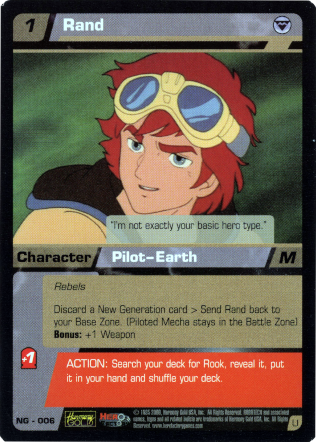 1 Rand
"I'm not exactly your basic hero type."
Character Pilot-Earth M
Rebels
Discard a New Generation card > Send Rand back to
your Base Zone. (Piloted Mecha stays in the Battle Zone)
Bonus: +1 Weapon
+1
ACTION: Search your deck for Rook, reveal it, put
it in your hand and shuffle your deck.
NG - 006
Harmony
GOLD
U